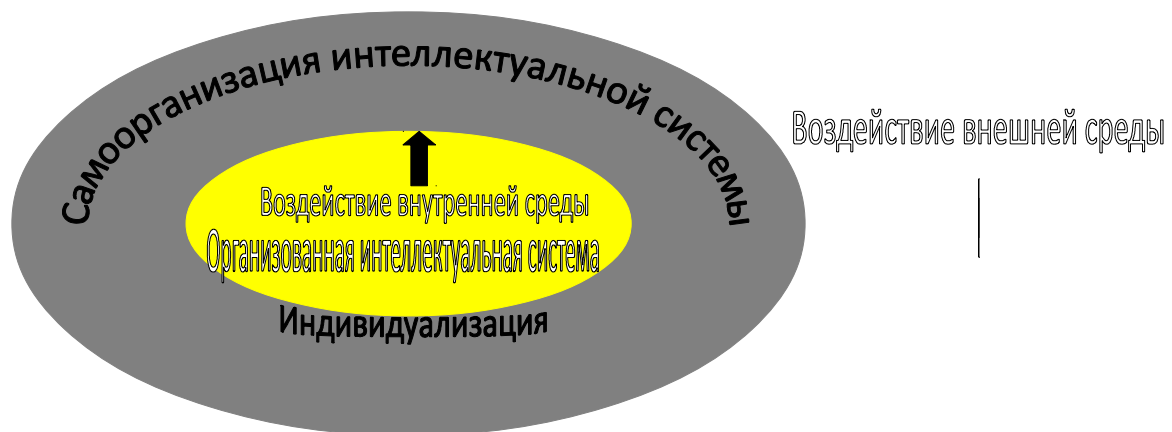 Самоорганизация интеллектуальной системы
Воздействие внешней среды
Воздействие внутренней среды
Организованная интеллектуальная система
Индивидуализация